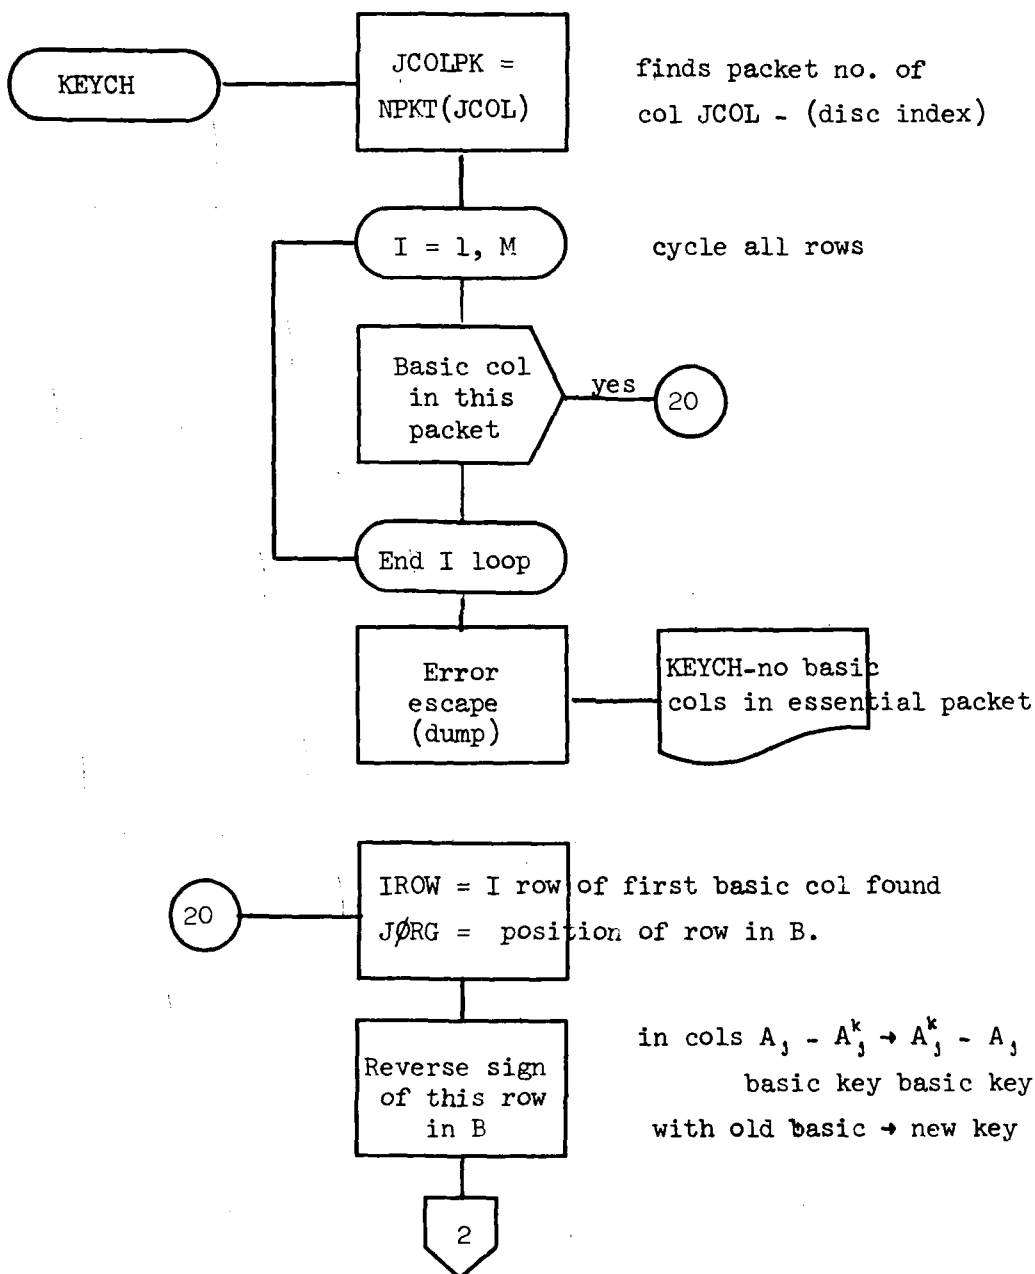 KEYCH
JCOLPK =
NPKT(JCOL)
finds packet no. of
col JCOL - (disc index)
I = 1, M
cycle all rows
Basic col
in this
packet
yes
20
End I loop
Error
escape
(dump)
KEYCH-no basic
cols in essential packet
20
IROW = I row of first basic col found
JØRG = position of row in B.
Reverse sign
of this row
in B
in cols A_j - A_j^k → A_j^k - A_j
basic key basic key
with old basic → new key
2